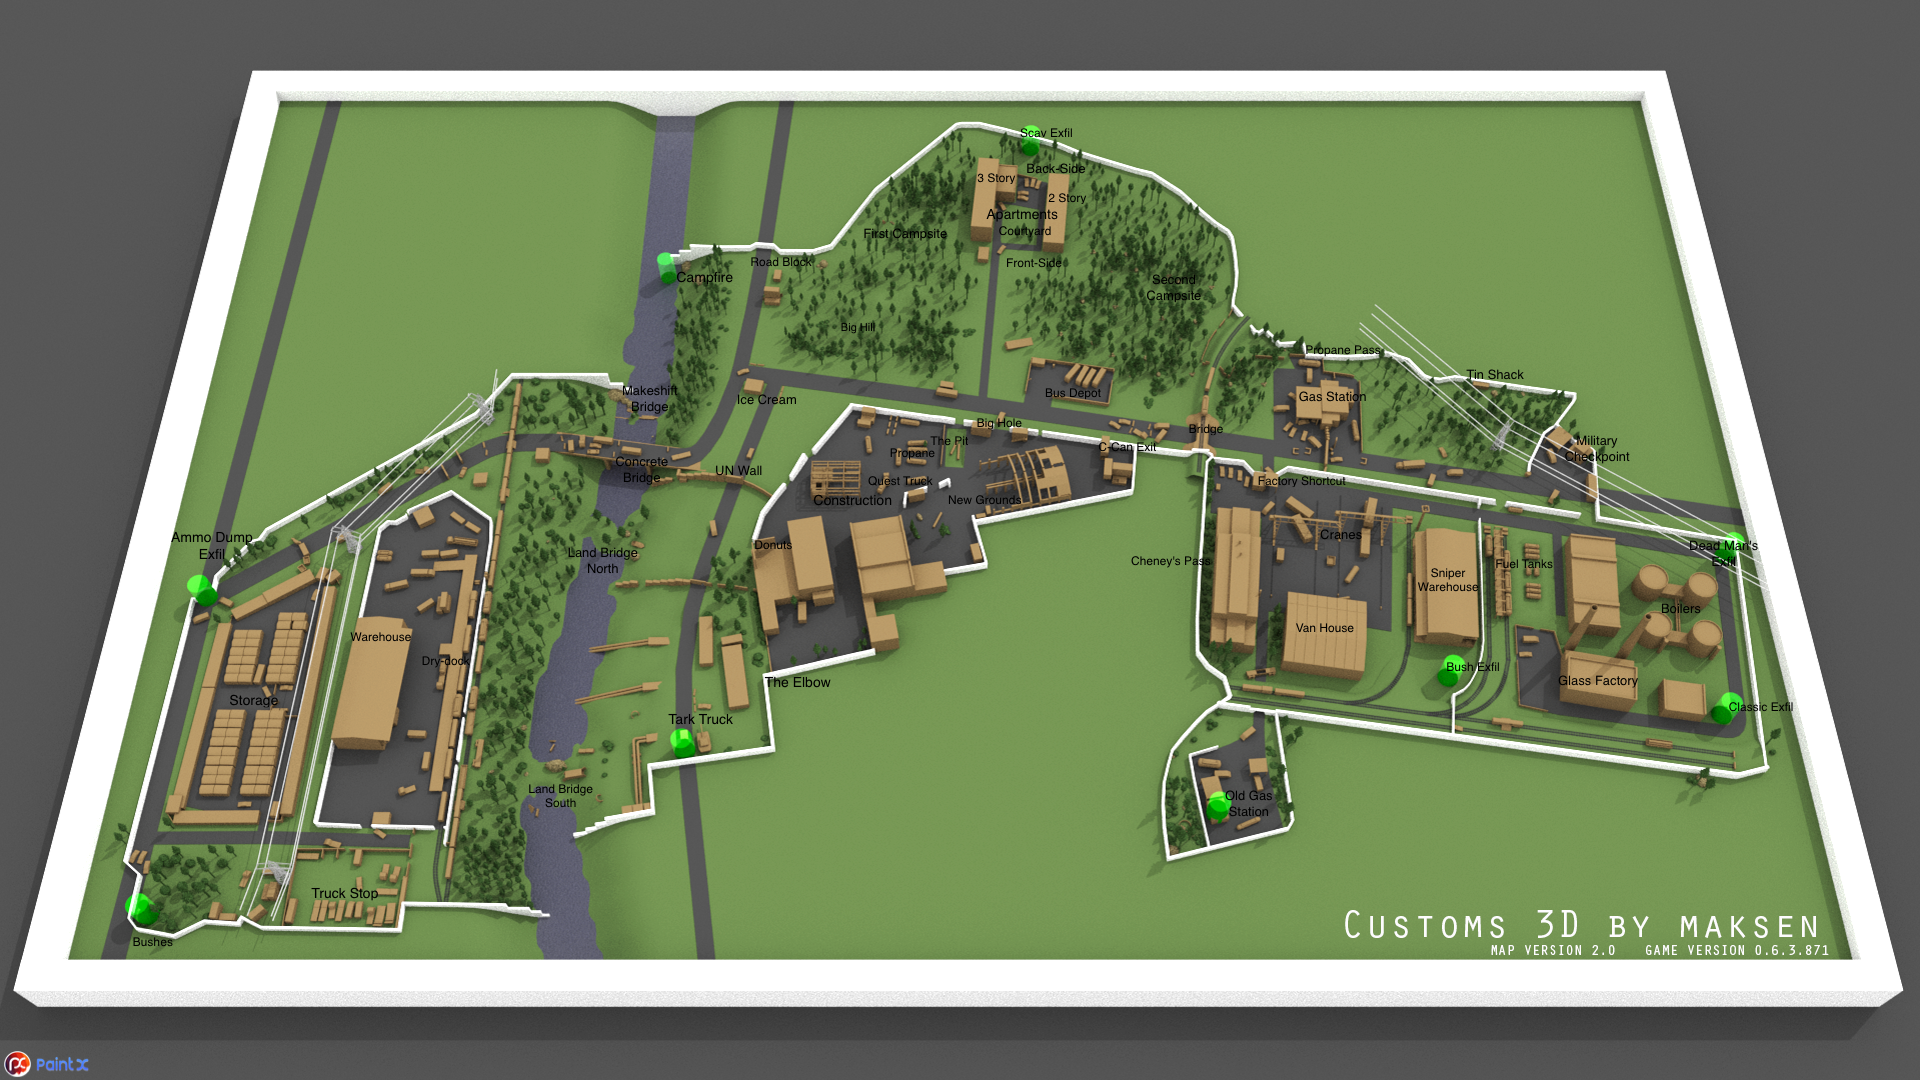 Scav Exfil
Back-Side
3 Story
2 Story
Apartments
Courtyard
First Campsite
Front-Side
Road Block
Campfire
Second
Campsite
Big Hill
Propane Pass
Tin Shack
Makeshift
Bridge
Ice Cream
Bus Depot
Gas Station
Big Hole
Bridge
The Pit
C-Can Exit
Military
Checkpoint
Propane
Concrete
Bridge
UN Wall
Quest Truck
Construction
New Grounds
Factory Shortcut
Ammo Dump
Exfil
Land Bridge
North
Donuts
Cheney's Pass
Cranes
Sniper
Warehouse
Fuel Tanks
Dead Man's
Exfil
Boilers
Warehouse
Van House
Dry-dock
Bush Exfil
Storage
The Elbow
Glass Factory
Classic Exfil
Tark Truck
Land Bridge
South
Old Gas
Station
Truck Stop
Bushes
Customs 3D by maksen
map version 2.0 game version 0.6.3.871
Paint X